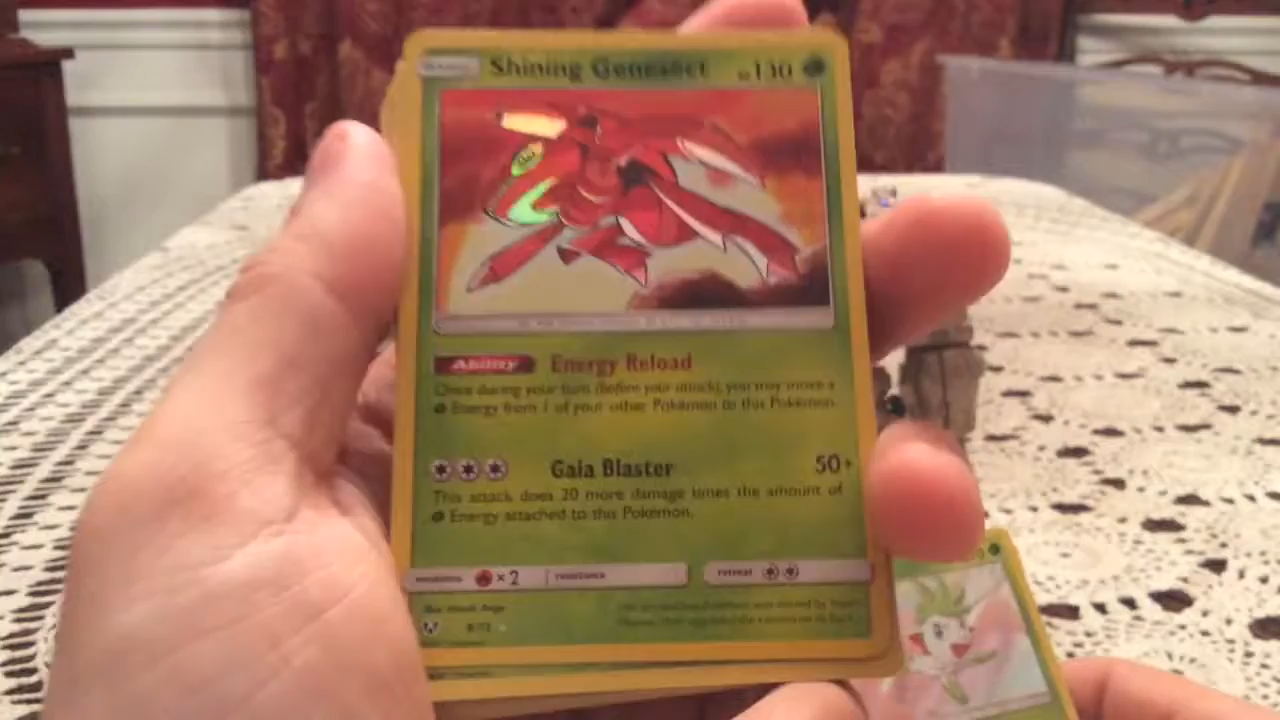 Shining Genesect 130
Ability Energy Reload
Once during your turn (before your attack), you may move a
Energy from 1 of your other Pokémon to this Pokémon.
Gaia Blaster 50+
This attack does 20 more damage times the amount of
Energy attached to this Pokémon.
weakness ×2 resistance retreat